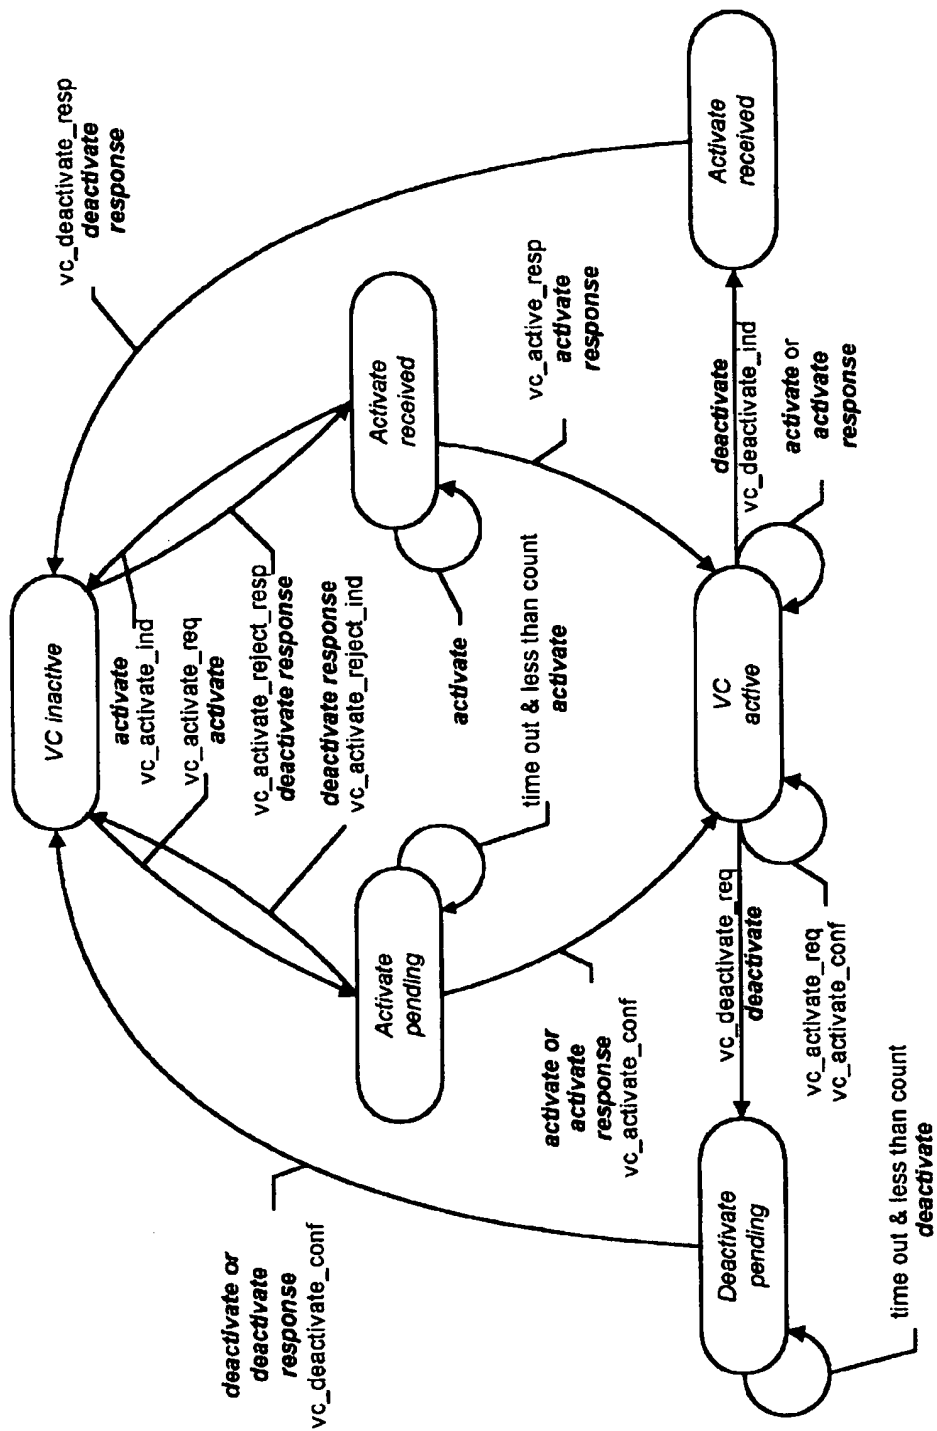 VC inactive
vc_deactivate_resp
deactivate
response
activate
vc_activate_ind
vc_activate_req
activate
vc_activate_reject_resp
deactivate response
deactivate response
vc_activate_reject_ind
Activate
received
activate
vc_active_resp
activate
response
Activate
received
deactivate
vc_deactivate_ind
activate or
activate
response
VC
active
time out & less than count
activate
Activate
pending
activate or
activate
response
vc_activate_conf
vc_deactivate_req
deactivate
vc_activate_req
vc_activate_conf
Deactivate
pending
time out & less than count
deactivate
deactivate or
deactivate
response
vc_deactivate_conf